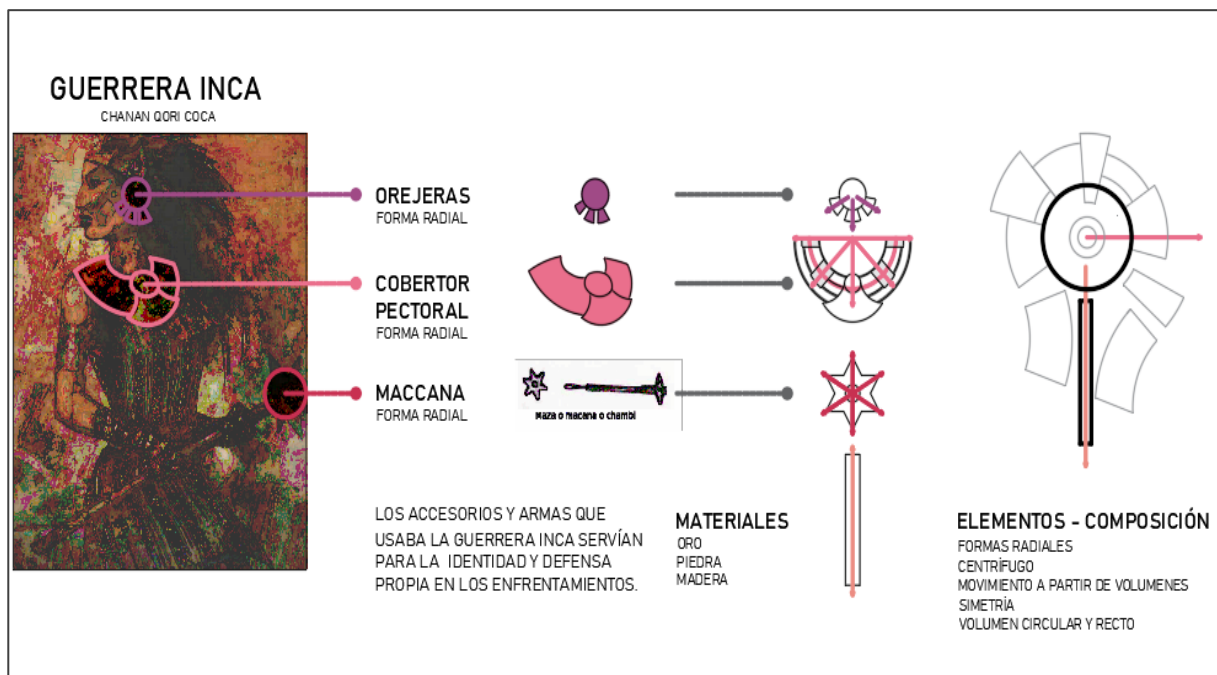 GUERRERA INCA
CHANAN QORI COCA
OREJERAS
FORMA RADIAL
COBERTOR
PECTORAL
FORMA RADIAL
MACCANA
FORMA RADIAL
Maza o macana o chambi
LOS ACCESORIOS Y ARMAS QUE
USABA LA GUERRERA INCA SERVÍAN
PARA LA IDENTIDAD Y DEFENSA
PROPIA EN LOS ENFRENTAMIENTOS.
MATERIALES
ORO
PIEDRA
MADERA
ELEMENTOS - COMPOSICIÓN
FORMAS RADIALES
CENTRÍFUGO
MOVIMIENTO A PARTIR DE VOLUMENES
SIMETRÍA
VOLUMEN CIRCULAR Y RECTO